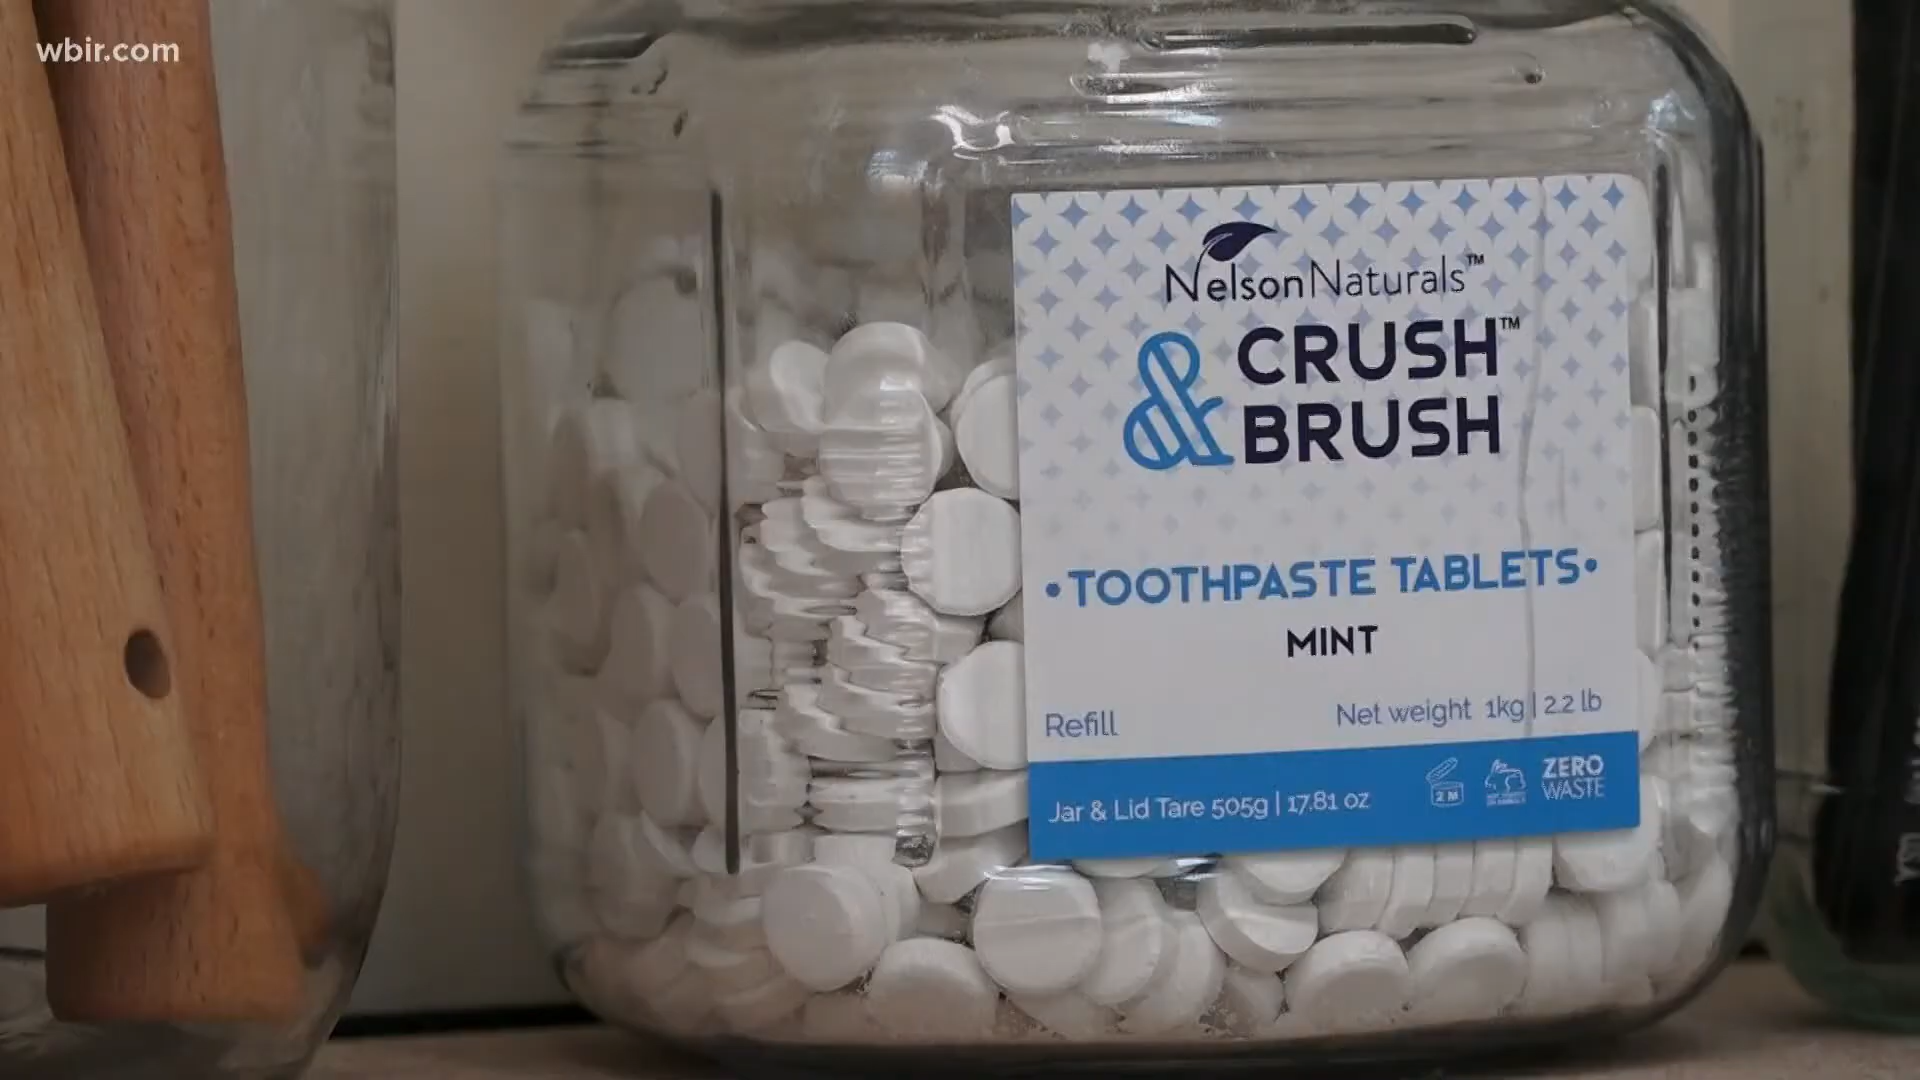 wbir.com
NelsonNaturals™
& CRUSH™
BRUSH
•TOOTHPASTE TABLETS•
MINT
Refill
Net weight 1kg | 2.2 lb
Jar & Lid Tare 505g | 17.81 oz
2 M
ZERO
WASTE